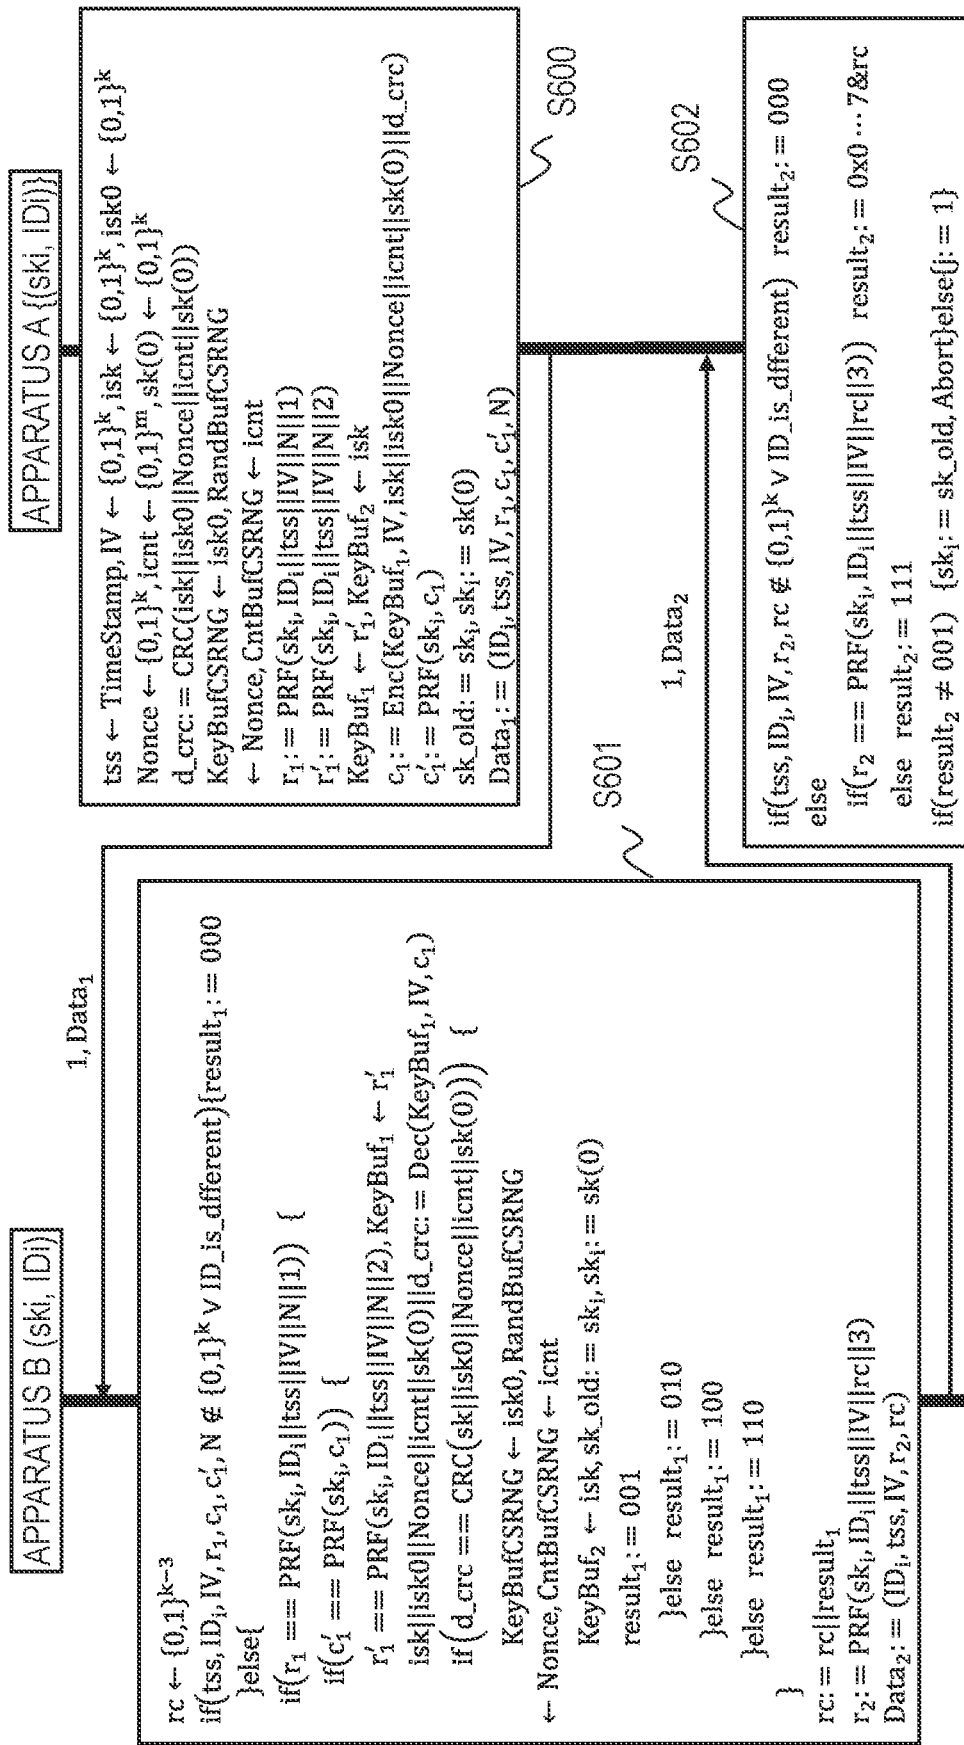 APPARATUS B (ski, IDi)
APPARATUS A {(ski, IDi)}
tss ← TimeStamp, IV ← {0,1}ᵏ, isk ← {0,1}ᵏ, isk0 ← {0,1}ᵏ
Nonce ← {0,1}ᵏ, icnt ← {0,1}ᵐ, sk(0) ← {0,1}ᵏ
d_crc: = CRC(isk||isk0||Nonce||icnt||sk(0))
KeyBufCSRNG ← isk0, RandBufCSRNG
← Nonce, CntBufCSRNG ← icnt
r₁: = PRF(skᵢ, IDᵢ||tss||IV||N||1)
r₁′: = PRF(skᵢ, IDᵢ||tss||IV||N||2)
KeyBuf₁ ← r₁′, KeyBuf₂ ← isk
c₁: = Enc(KeyBuf₁, IV, isk||isk0||Nonce||icnt||sk(0)||d_crc)
c₁′: = PRF(skᵢ, c₁)
sk_old: = skᵢ, skᵢ: = sk(0)
Data₁: = (IDᵢ, tss, IV, r₁, c₁, c₁′, N)
S600
1, Data₁
rc ← {0,1}ᵏ⁻³
if(tss, IDᵢ, IV, r₁, c₁, c₁′, N ∉ {0,1}ᵏ ∨ ID_is_dfferent){result₁: = 000
}else{
if(r₁ == PRF(skᵢ, IDᵢ||tss||IV||N||1)) {
if(c₁′ == PRF(skᵢ, c₁)) {
r₁′ == PRF(skᵢ, IDᵢ||tss||IV||N||2), KeyBuf₁ ← r₁′
isk||isk0||Nonce||icnt||sk(0)||d_crc: = Dec(KeyBuf₁, IV, c₁)
if (d_crc == CRC(sk||isk0||Nonce||icnt||sk(0))) {
KeyBufCSRNG ← isk0, RandBufCSRNG
← Nonce, CntBufCSRNG ← icnt
KeyBuf₂ ← isk, sk_old: = skᵢ, skᵢ: = sk(0)
result₁: = 001
}else result₁: = 010
}else result₁: = 100
}else result₁: = 110
}
rc: = rc||result₁
r₂: = PRF(skᵢ, IDᵢ||tss||IV||rc||3)
Data₂: = (IDᵢ, tss, IV, r₂, rc)
S601
1, Data₂
S602
if(tss, IDᵢ, IV, r₂, rc ∉ {0,1}ᵏ ∨ ID_is_dfferent) result₂: = 000
else
if(r₂ == PRF(skᵢ, IDᵢ||tss||IV||rc||3)) result₂: = 0x0 ⋯ 7&rc
else result₂: = 111
if(result₂ ≠ 001) {skᵢ: = sk_old, Abort}else{j: = 1}